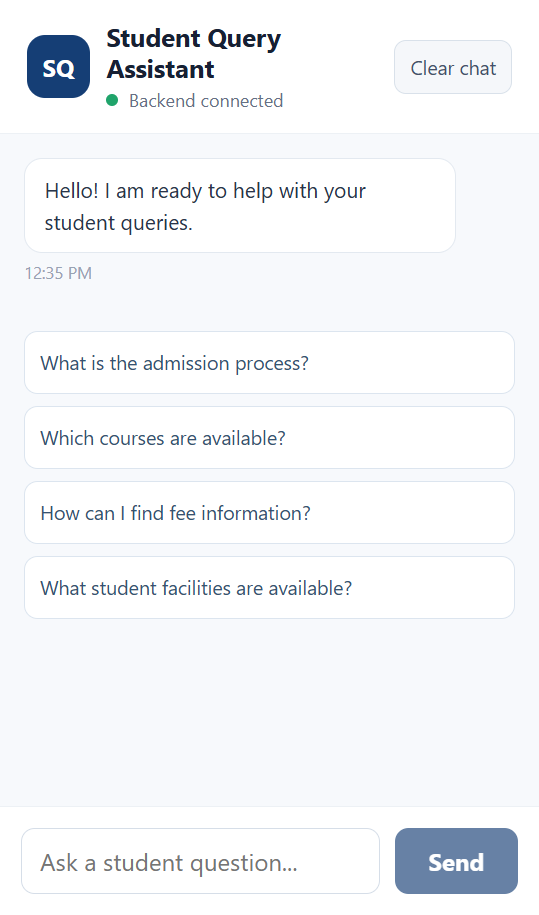 SQ
Student Query
Assistant
Backend connected
Clear chat
Hello! I am ready to help with your
student queries.
12:35 PM
What is the admission process?
Which courses are available?
How can I find fee information?
What student facilities are available?
Ask a student question...
Send